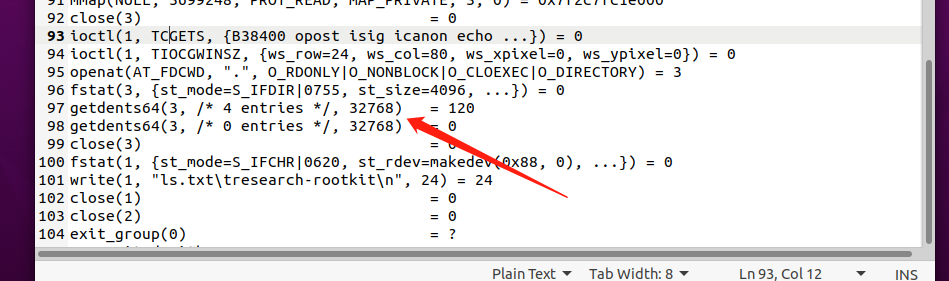 91 mmap(NULL, 3699248, PROT_READ, MAP_PRIVATE, 3, 0) = 0x7f2c7fc1e000
92 close(3) = 0
93 ioctl(1, TCGETS, {B38400 opost isig icanon echo ...}) = 0
94 ioctl(1, TIOCGWINSZ, {ws_row=24, ws_col=80, ws_xpixel=0, ws_ypixel=0}) = 0
95 openat(AT_FDCWD, ".", O_RDONLY|O_NONBLOCK|O_CLOEXEC|O_DIRECTORY) = 3
96 fstat(3, {st_mode=S_IFDIR|0755, st_size=4096, ...}) = 0
97 getdents64(3, /* 4 entries */, 32768) = 120
98 getdents64(3, /* 0 entries */, 32768) = 0
99 close(3) = 0
100 fstat(1, {st_mode=S_IFCHR|0620, st_rdev=makedev(0x88, 0), ...}) = 0
101 write(1, "ls.txt\tresearch-rootkit\n", 24) = 24
102 close(1) = 0
103 close(2) = 0
104 exit_group(0) = ?
Plain Text Tab Width: 8 Ln 93, Col 12 INS